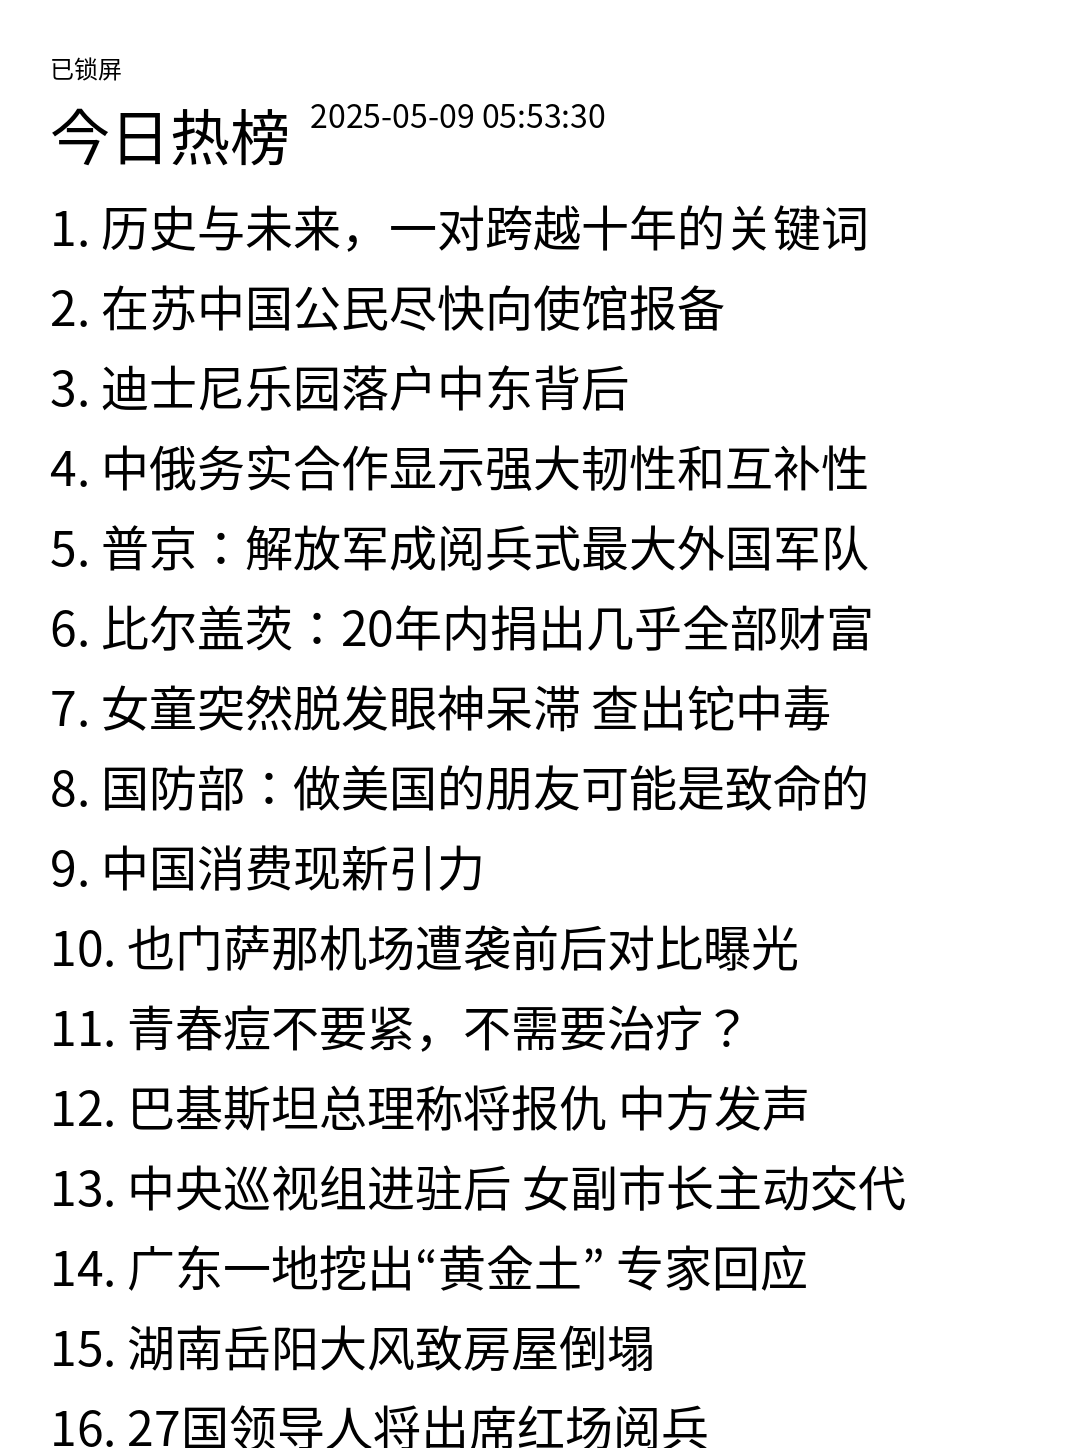 已锁屏
今日热榜 2025-05-09 05:53:30
1. 历史与未来，一对跨越十年的关键词
2. 在苏中国公民尽快向使馆报备
3. 迪士尼乐园落户中东背后
4. 中俄务实合作显示强大韧性和互补性
5. 普京：解放军成阅兵式最大外国军队
6. 比尔盖茨：20年内捐出几乎全部财富
7. 女童突然脱发眼神呆滞 查出铊中毒
8. 国防部：做美国的朋友可能是致命的
9. 中国消费现新引力
10. 也门萨那机场遭袭前后对比曝光
11. 青春痘不要紧，不需要治疗？
12. 巴基斯坦总理称将报仇 中方发声
13. 中央巡视组进驻后 女副市长主动交代
14. 广东一地挖出“黄金土” 专家回应
15. 湖南岳阳大风致房屋倒塌
16. 27国领导人将出席红场阅兵